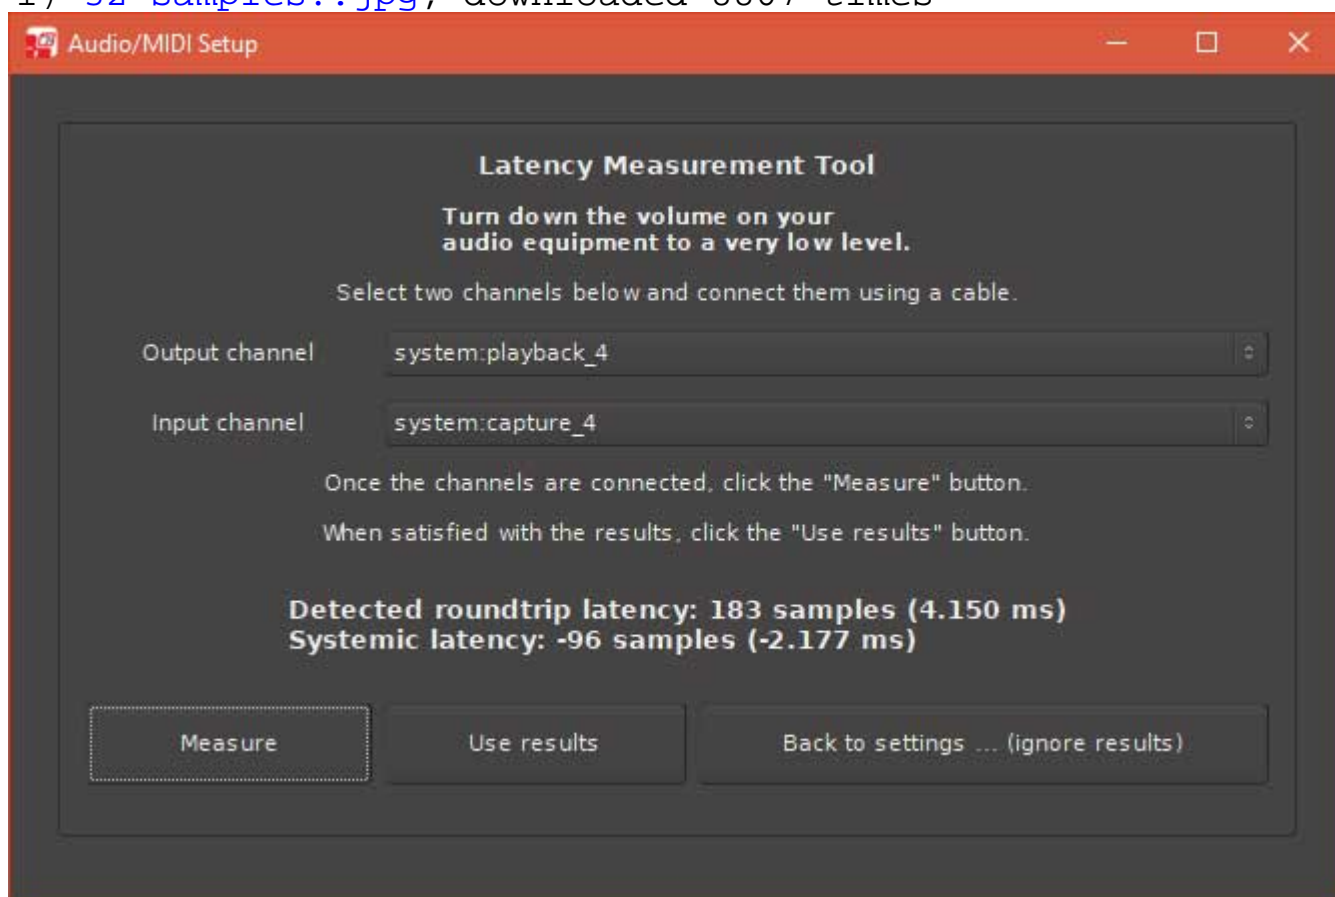 Audio/MIDI Setup
Latency Measurement Tool
Turn down the volume on your
audio equipment to a very low level.
Select two channels below and connect them using a cable.
Output channel system:playback_4
Input channel system:capture_4
Once the channels are connected, click the "Measure" button.
When satisfied with the results, click the "Use results" button.
Detected roundtrip latency: 183 samples (4.150 ms)
Systemic latency: -96 samples (-2.177 ms)
Measure Use results Back to settings ... (ignore results)